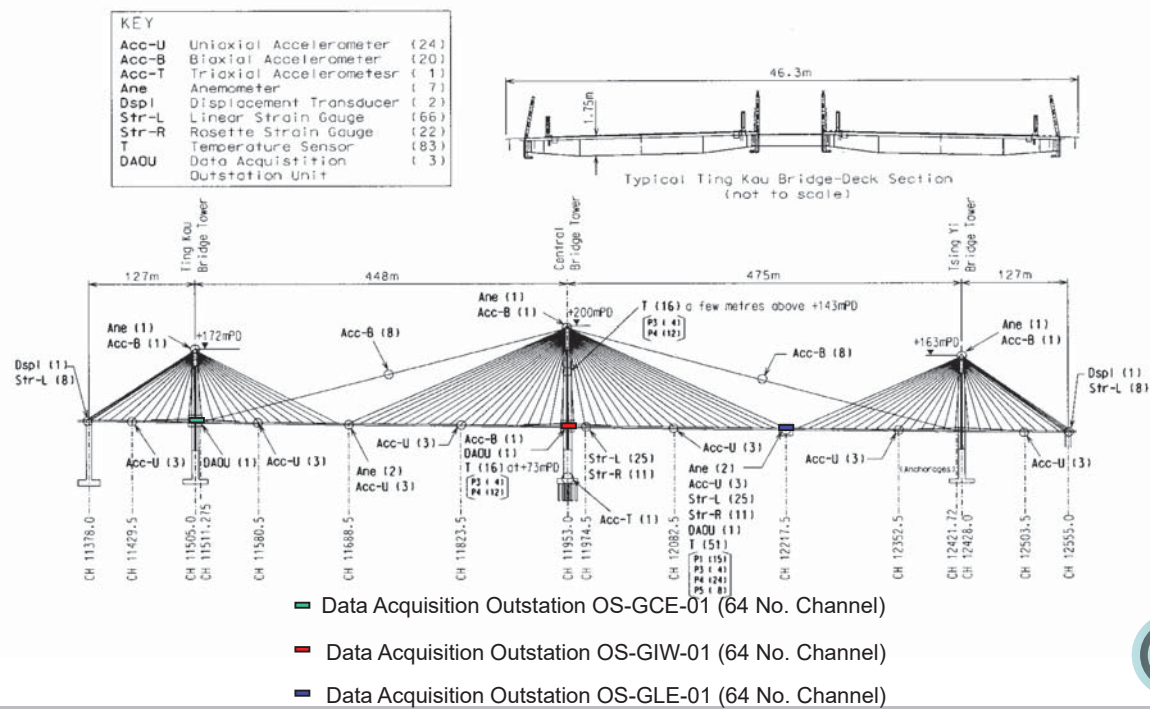 KEY
Acc-U Uniaxial Accelerometer (24)
Acc-B Biaxial Accelerometer (20)
Acc-T Triaxial Accelerometesr ( 1)
Ane Anemometer ( 7)
Dspl Displacement Transducer ( 2)
Str-L Linear Strain Gauge (66)
Str-R Rosette Strain Gauge (22)
T Temperature Sensor (83)
DAOU Data Acquistition ( 3)
Outstation Unit
46.3m
1.75m
Typical Ting Kau Bridge-Deck Section
(not to scale)
Ting Kau
Bridge Tower
Central
Bridge Tower
Tsing Yi
Bridge Tower
127m
448m
475m
127m
Ane (1)
Acc-B (1)
+172mPD
Acc-B (8)
Ane (1)
Acc-B (1)
+200mPD
T (16) a few metres above +143mPD
P3 ( 4)
P4 (12)
Acc-B (8)
+163mPD
Ane (1)
Acc-B (1)
Dspl (1)
Str-L (8)
Dspl (1)
Str-L (8)
Acc-U (3)
DAOU (1)
Acc-U (3)
Ane (2)
Acc-U (3)
Acc-U (3)
Acc-B (1)
DAOU (1)
T (16) at+73mPD
P3 ( 4)
P4 (12)
Str-L (25)
Str-R (11)
Acc-T (1)
Acc-U (3)
Ane (2)
Acc-U (3)
Str-L (25)
Str-R (11)
DAOU (1)
T (51)
P1 (15)
P3 ( 4)
P4 (24)
P5 ( 8)
Acc-U (3)
(Anchorages)
Acc-U (3)
CH 11378.0
CH 11429.5
CH 11505.0
CH 11511.275
CH 11580.5
CH 11688.5
CH 11823.5
CH 11953.0
CH 11974.5
CH 12082.5
CH 12217.5
CH 12352.5
CH 12421.72
CH 12428.0
CH 12503.5
CH 12555.0
Data Acquisition Outstation OS-GCE-01 (64 No. Channel)
Data Acquisition Outstation OS-GIW-01 (64 No. Channel)
Data Acquisition Outstation OS-GLE-01 (64 No. Channel)